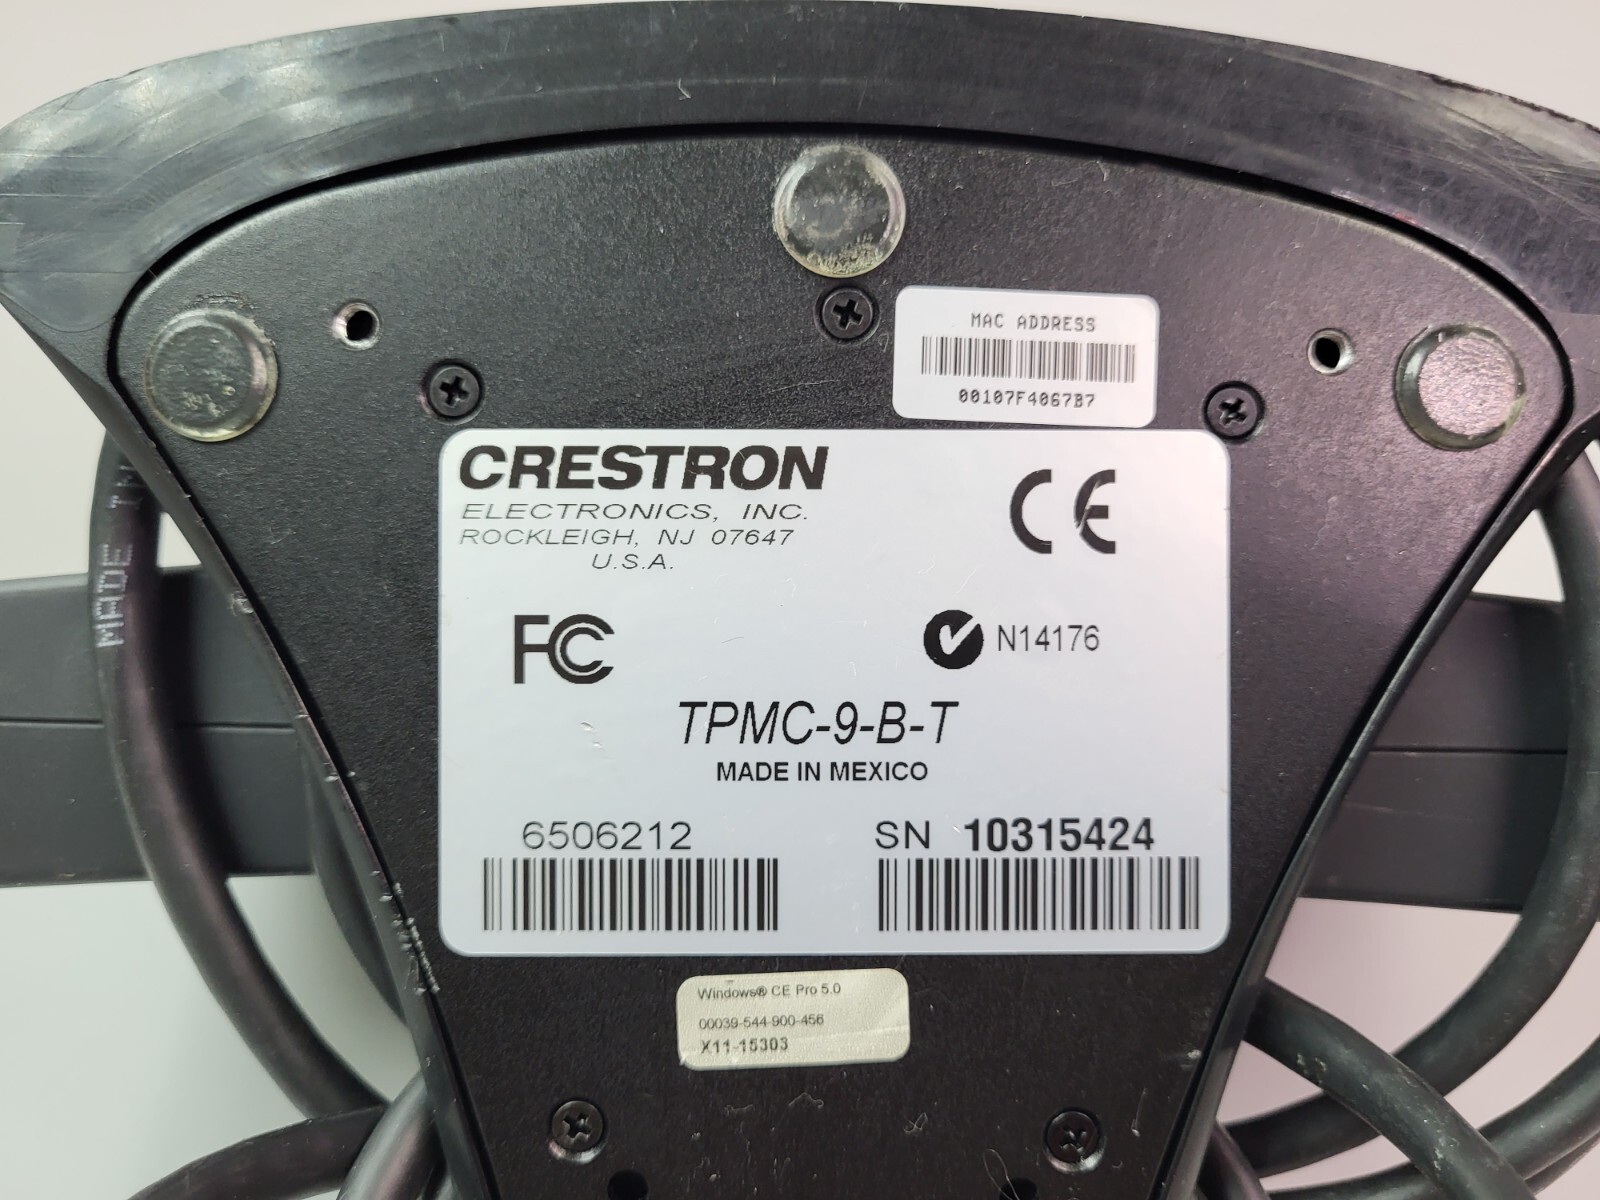 MAC ADDRESS
00107F4067B7
CRESTRON
ELECTRONICS, INC.
ROCKLEIGH, NJ 07647
U.S.A.
CE
FC
N14176
TPMC-9-B-T
MADE IN MEXICO
6506212
SN 10315424
Windows® CE Pro 5.0
00039-544-900-456
X11-15303
MADE